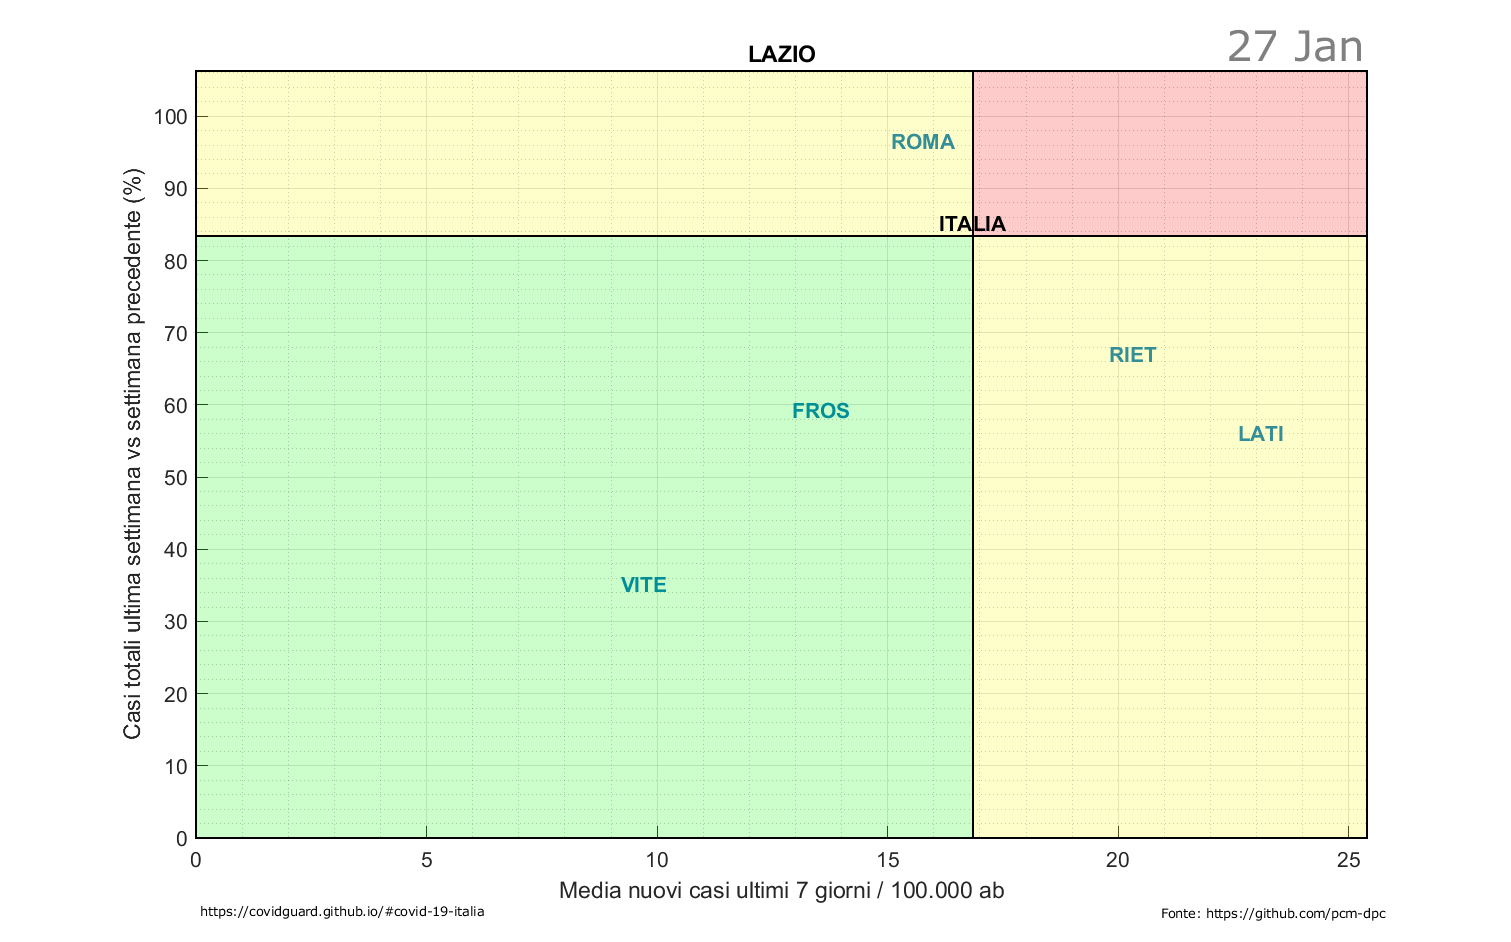 27 Jan
LAZIO
100
90
80
70
60
50
40
30
20
10
0
Casi totali ultima settimana vs settimana precedente (%)
ROMA
ITALIA
RIET
FROS
LATI
VITE
0 5 10 15 20 25
Media nuovi casi ultimi 7 giorni / 100.000 ab
https://covidguard.github.io/#covid-19-italia
Fonte: https://github.com/pcm-dpc